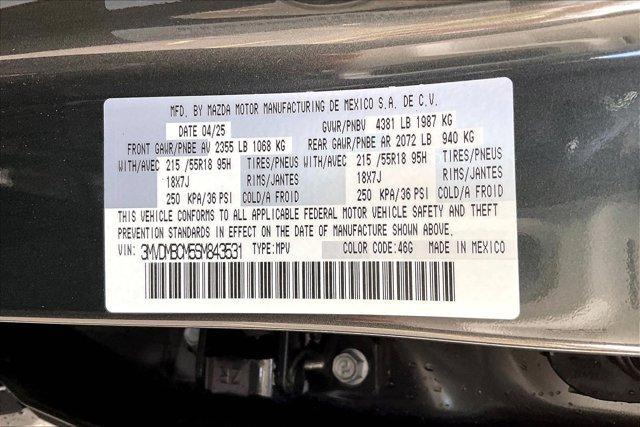 MFD. BY MAZDA MOTOR MANUFACTURING DE MEXICO S.A. DE C.V.
DATE 04/25 GVWR/PNBV 4381 LB 1987 KG
FRONT GAWR/PNBE AV 2355 LB 1068 KG REAR GAWR/PNBE AR 2072 LB 940 KG
WITH/AVEC 215 /55R18 95H TIRES/PNEUS WITH/AVEC 215 /55R18 95H TIRES/PNEUS
18X7J RIMS/JANTES 18X7J RIMS/JANTES
250 KPA/36 PSI COLD/A FROID 250 KPA/36 PSI COLD/A FROID
THIS VEHICLE CONFORMS TO ALL APPLICABLE FEDERAL MOTOR VEHICLE SAFETY AND THEFT
PREVENTION STANDARDS IN EFFECT ON THE DATE OF MANUFACTURE SHOWN ABOVE.
VIN: 3MVDMBCM5SM843531 TYPE:MPV COLOR CODE:46G MADE IN MEXICO